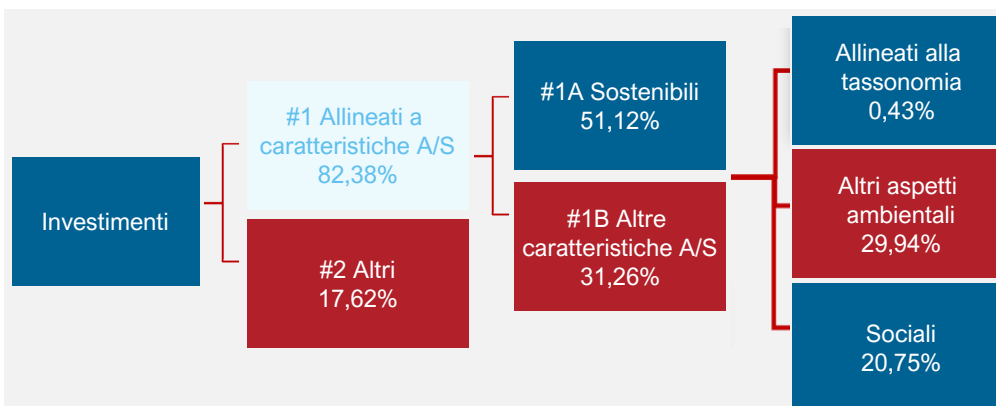 Investimenti
#1 Allineati a
caratteristiche A/S
82,38%
#2 Altri
17,62%
#1A Sostenibili
51,12%
#1B Altre
caratteristiche A/S
31,26%
Allineati alla
tassonomia
0,43%
Altri aspetti
ambientali
29,94%
Sociali
20,75%